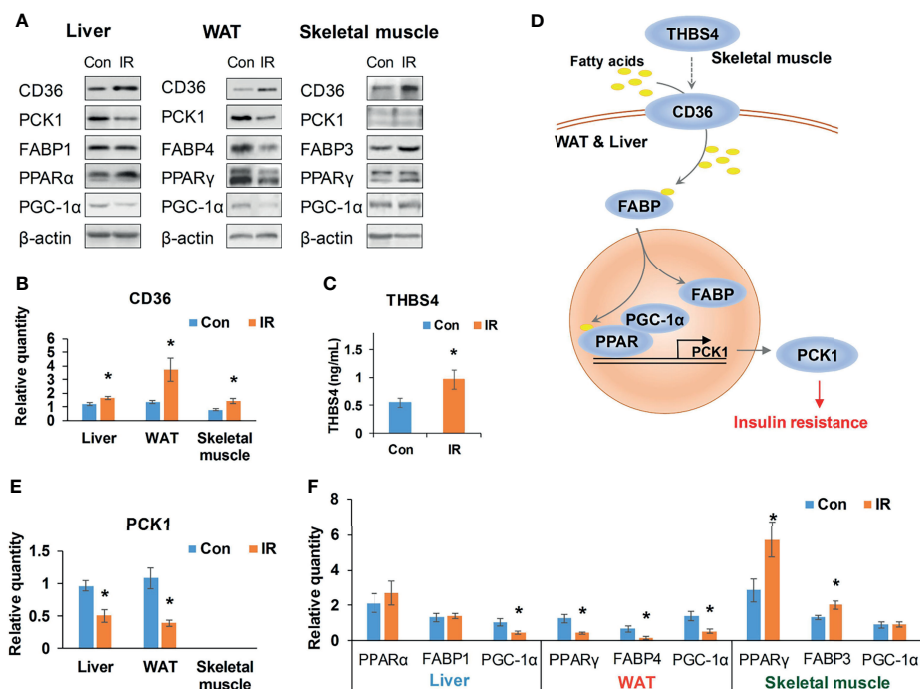 A
Liver
WAT
Skeletal muscle
Con IR
Con IR
Con IR
CD36
CD36
CD36
PCK1
PCK1
PCK1
FABP1
FABP4
FABP3
PPARα
PPARγ
PPARγ
PGC-1α
PGC-1α
PGC-1α
β-actin
β-actin
β-actin
B
CD36
Con IR
Relative quantity
6
5
4
3
2
1
0
*
*
*
Liver
WAT
Skeletal
muscle
C
THBS4
Con IR
THBS4 (ng/mL)
1.5
1
0.5
0
*
Con
IR
D
THBS4
Skeletal muscle
Fatty acids
CD36
WAT & Liver
FABP
FABP
PGC-1α
PPAR
PCK1
PCK1
Insulin resistance
E
PCK1
Con IR
Relative quantity
1.5
1
0.5
0
*
*
Liver
WAT
Skeletal
muscle
F
Con IR
Relative quantity
8
6
4
2
0
*
*
*
*
*
*
PPARα FABP1 PGC-1α PPARγ FABP4 PGC-1α PPARγ FABP3 PGC-1α
Liver
WAT
Skeletal muscle